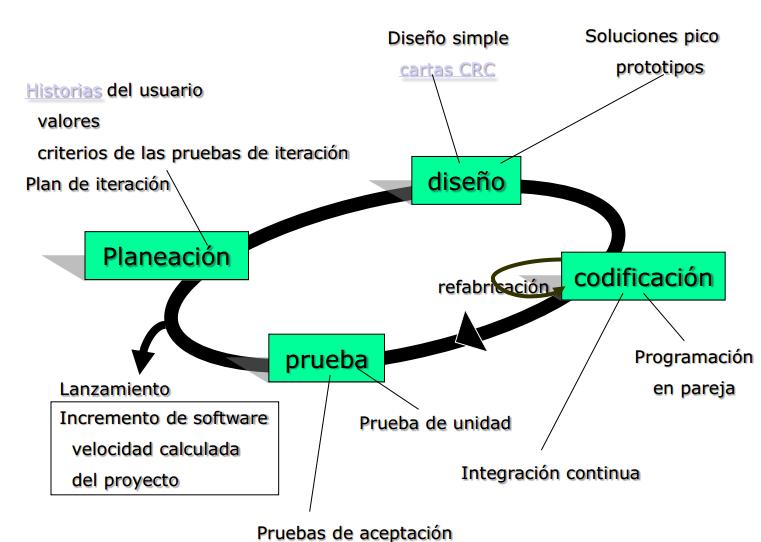 Diseño simple
cartas CRC
Soluciones pico
prototipos
Historias del usuario
valores
criterios de las pruebas de iteración
Plan de iteración
diseño
Planeación
codificación
refabricación
prueba
Programación
en pareja
Lanzamiento
Incremento de software
velocidad calculada
del proyecto
Prueba de unidad
Integración continua
Pruebas de aceptación